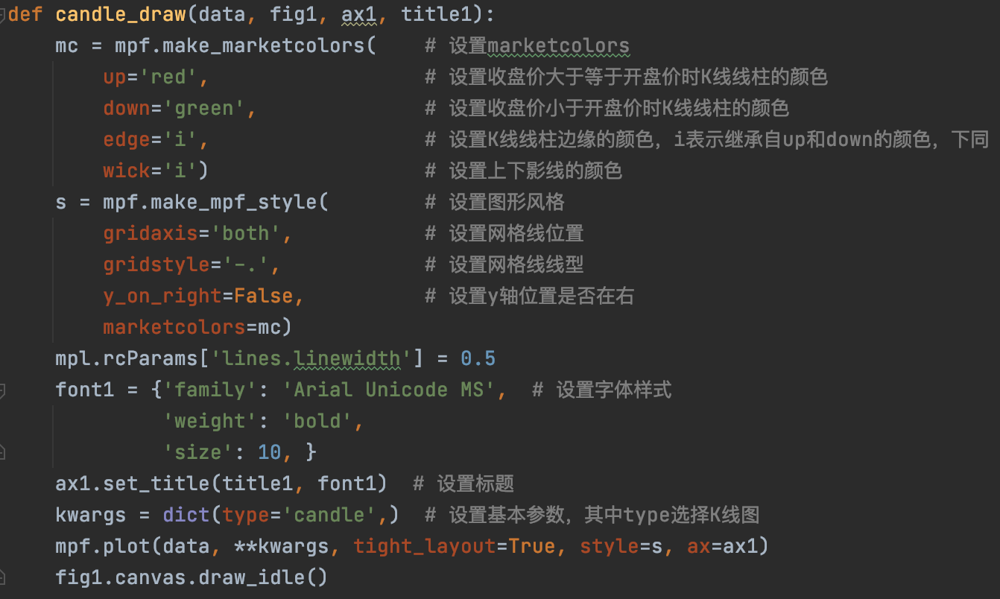 def candle_draw(data, fig1, ax1, title1):
    mc = mpf.make_marketcolors(    # 设置marketcolors
        up='red',                  # 设置收盘价大于等于开盘价时K线线柱的颜色
        down='green',              # 设置收盘价小于开盘价时K线线柱的颜色
        edge='i',                  # 设置K线线柱边缘的颜色，i表示继承自up和down的颜色，下同
        wick='i')                  # 设置上下影线的颜色
    s = mpf.make_mpf_style(        # 设置图形风格
        gridaxis='both',           # 设置网格线位置
        gridstyle='-.',            # 设置网格线线型
        y_on_right=False,          # 设置y轴位置是否在右
        marketcolors=mc)
    mpl.rcParams['lines.linewidth'] = 0.5
    font1 = {'family': 'Arial Unicode MS',  # 设置字体样式
             'weight': 'bold',
             'size': 10, }
    ax1.set_title(title1, font1)  # 设置标题
    kwargs = dict(type='candle',)  # 设置基本参数，其中type选择K线图
    mpf.plot(data, **kwargs, tight_layout=True, style=s, ax=ax1)
    fig1.canvas.draw_idle()